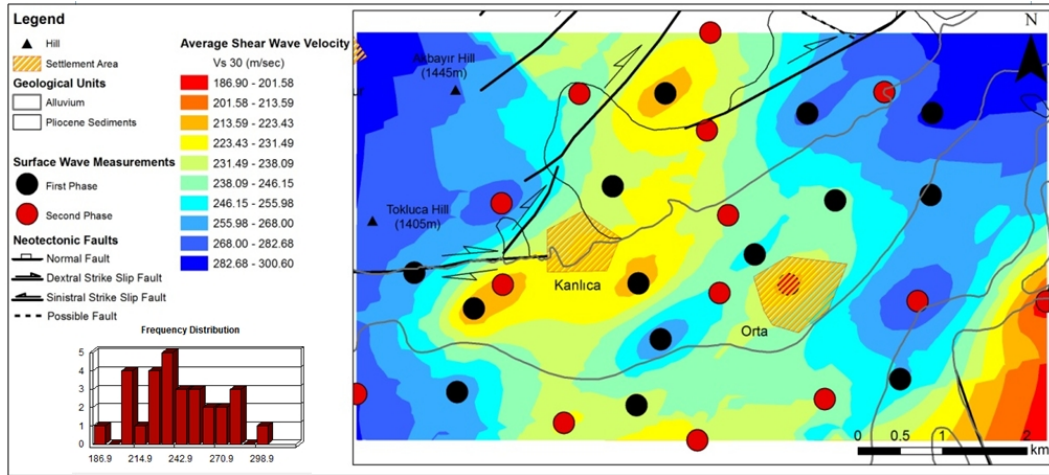 Legend
Hill
Settlement Area
Geological Units
Alluvium
Pliocene Sediments
Surface Wave Measurements
First Phase
Second Phase
Neotectonic Faults
Normal Fault
Dextral Strike Slip Fault
Sinistral Strike Slip Fault
Possible Fault
Average Shear Wave Velocity
Vs 30 (m/sec)
186.90 - 201.58
201.58 - 213.59
213.59 - 223.43
223.43 - 231.49
231.49 - 238.09
238.09 - 246.15
246.15 - 255.98
255.98 - 268.00
268.00 - 282.68
282.68 - 300.60
Frequency Distribution
5
4
3
2
1
0
186.9 214.9 242.9 270.9 298.9
N
Hill
(1445m)
Tokluca Hill
(1405m)
Kanlıca
Orta
0 0.5 1 2
km